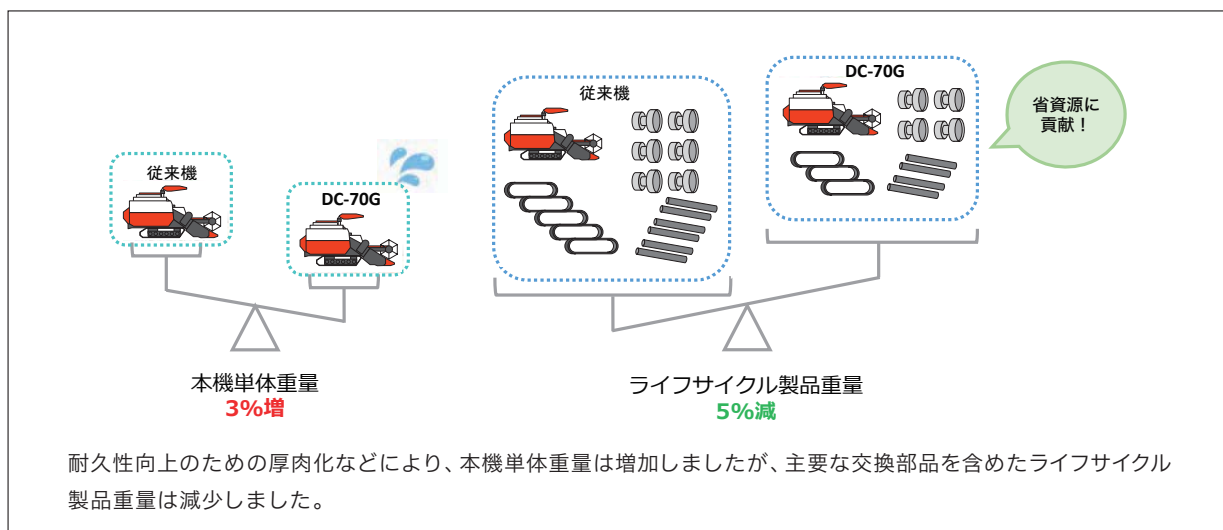 従来機
DC-70G
本機単体重量
3%増
従来機
DC-70G
省資源に
貢献！
ライフサイクル製品重量
5%減
耐久性向上のための厚肉化などにより、本機単体重量は増加しましたが、主要な交換部品を含めたライフサイクル
製品重量は減少しました。